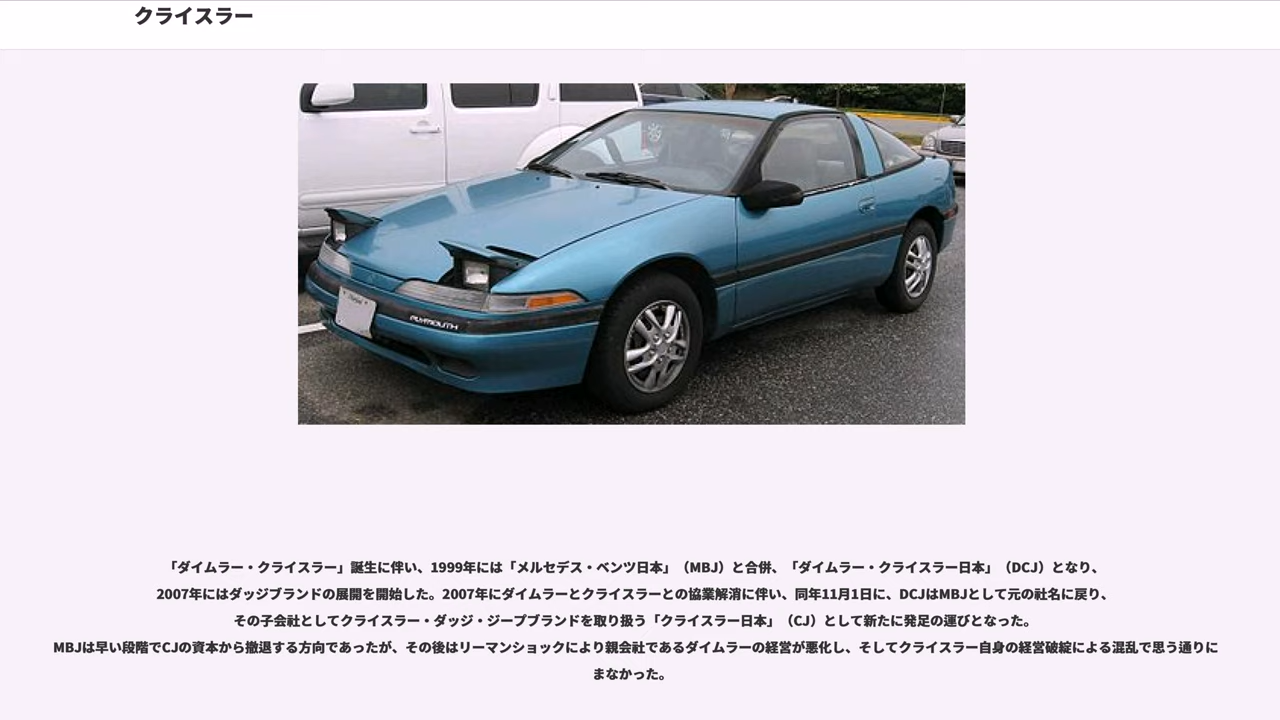 クライスラー
PLYMOUTH
「ダイムラー・クライスラー」誕生に伴い、1999年には「メルセデス・ベンツ日本」（MBJ）と合併、「ダイムラー・クライスラー日本」（DCJ）となり、
2007年にはダッジブランドの展開を開始した。2007年にダイムラーとクライスラーとの協業解消に伴い、同年11月1日に、DCJはMBJとして元の社名に戻り、
その子会社としてクライスラー・ダッジ・ジープブランドを取り扱う「クライスラー日本」（CJ）として新たに発足の運びとなった。
MBJは早い段階でCJの資本から撤退する方向であったが、その後はリーマンショックにより親会社であるダイムラーの経営が悪化し、そしてクライスラー自身の経営破綻による混乱で思う通りに
まなかった。